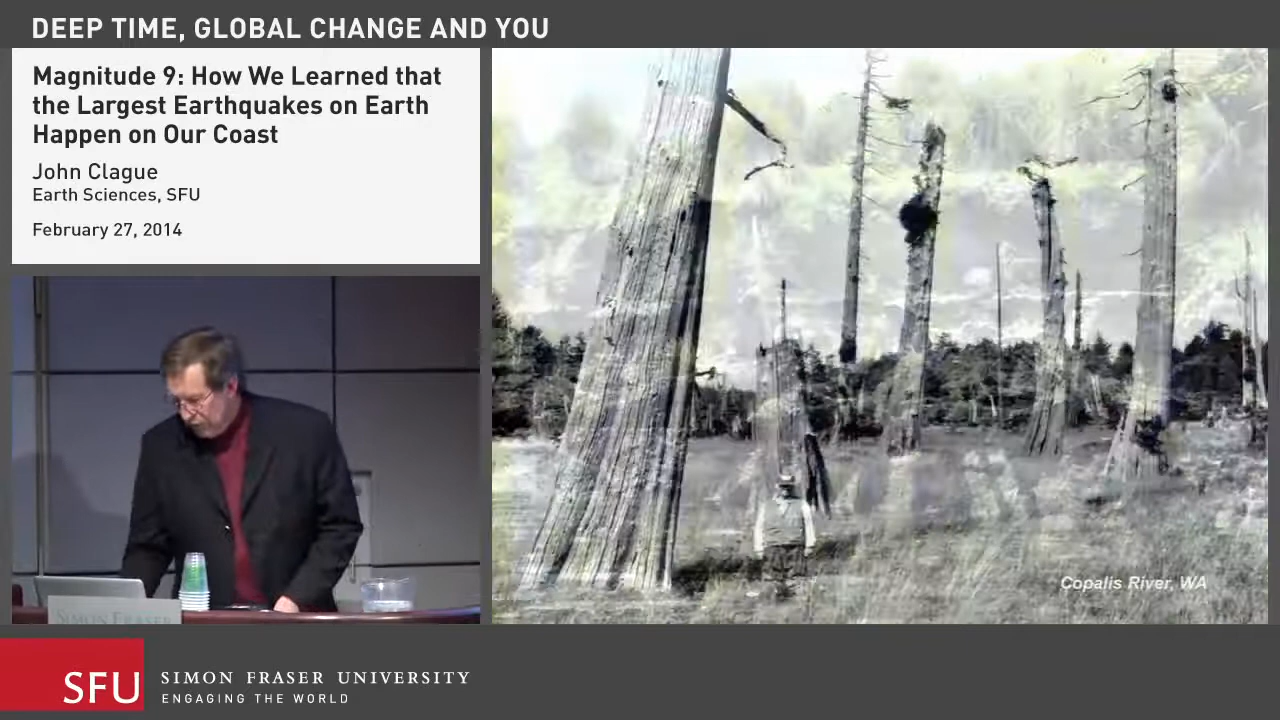 DEEP TIME, GLOBAL CHANGE AND YOU
Magnitude 9: How We Learned that
the Largest Earthquakes on Earth
Happen on Our Coast
John Clague
Earth Sciences, SFU
February 27, 2014
Copalis River, WA
SIMON FRASER
SFU
SIMON FRASER UNIVERSITY
ENGAGING THE WORLD